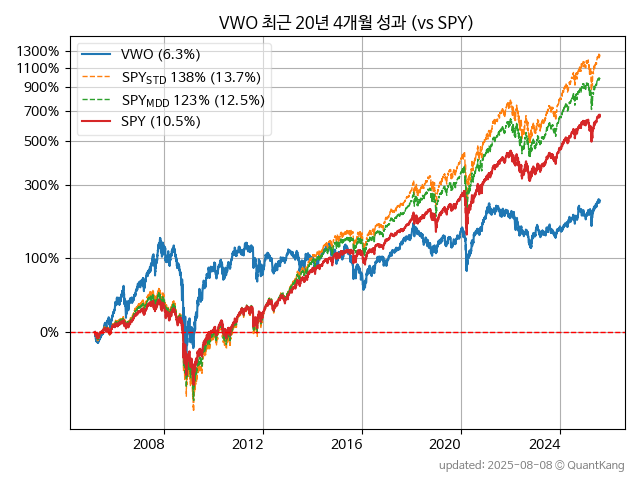 VWO 최근 20년 4개월 성과 (vs SPY)
VWO (6.3%)
SPY_STD 138% (13.7%)
SPY_MDD 123% (12.5%)
SPY (10.5%)
1300%
1100%
900%
700%
500%
300%
100%
0%
2008 2012 2016 2020 2024
updated: 2025-08-08 © QuantKang